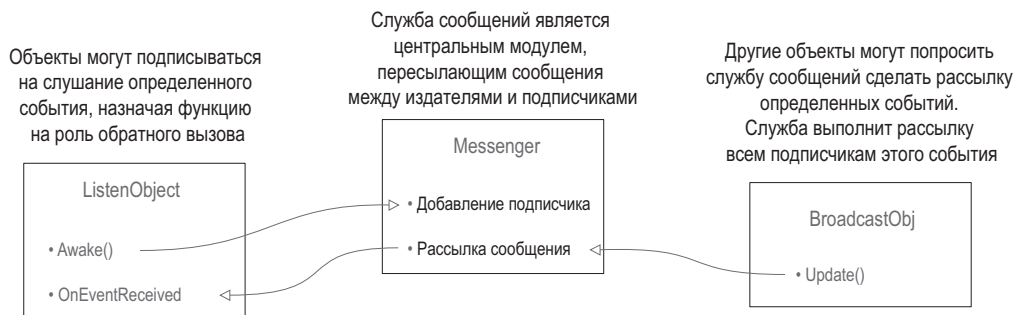 Объекты могут подписываться
на слушание определенного
события, назначая функцию
на роль обратного вызова
ListenObject
• Awake()
• OnEventReceived
Служба сообщений является
центральным модулем,
пересылающим сообщения
между издателями и подписчиками
Messenger
• Добавление подписчика
• Рассылка сообщения
Другие объекты могут попросить
службу сообщений сделать рассылку
определенных событий.
Служба выполнит рассылку
всем подписчикам этого события
BroadcastObj
• Update()